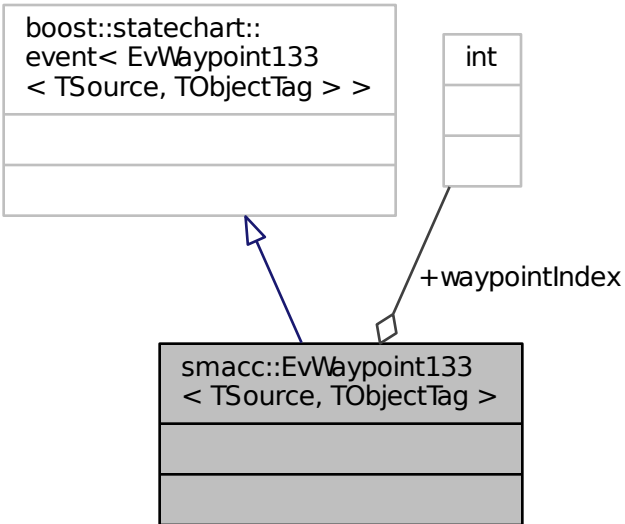 boost::statechart::
event< EvWaypoint133
< TSource, TObjectTag > >
int
+waypointIndex
smacc::EvWaypoint133
< TSource, TObjectTag >